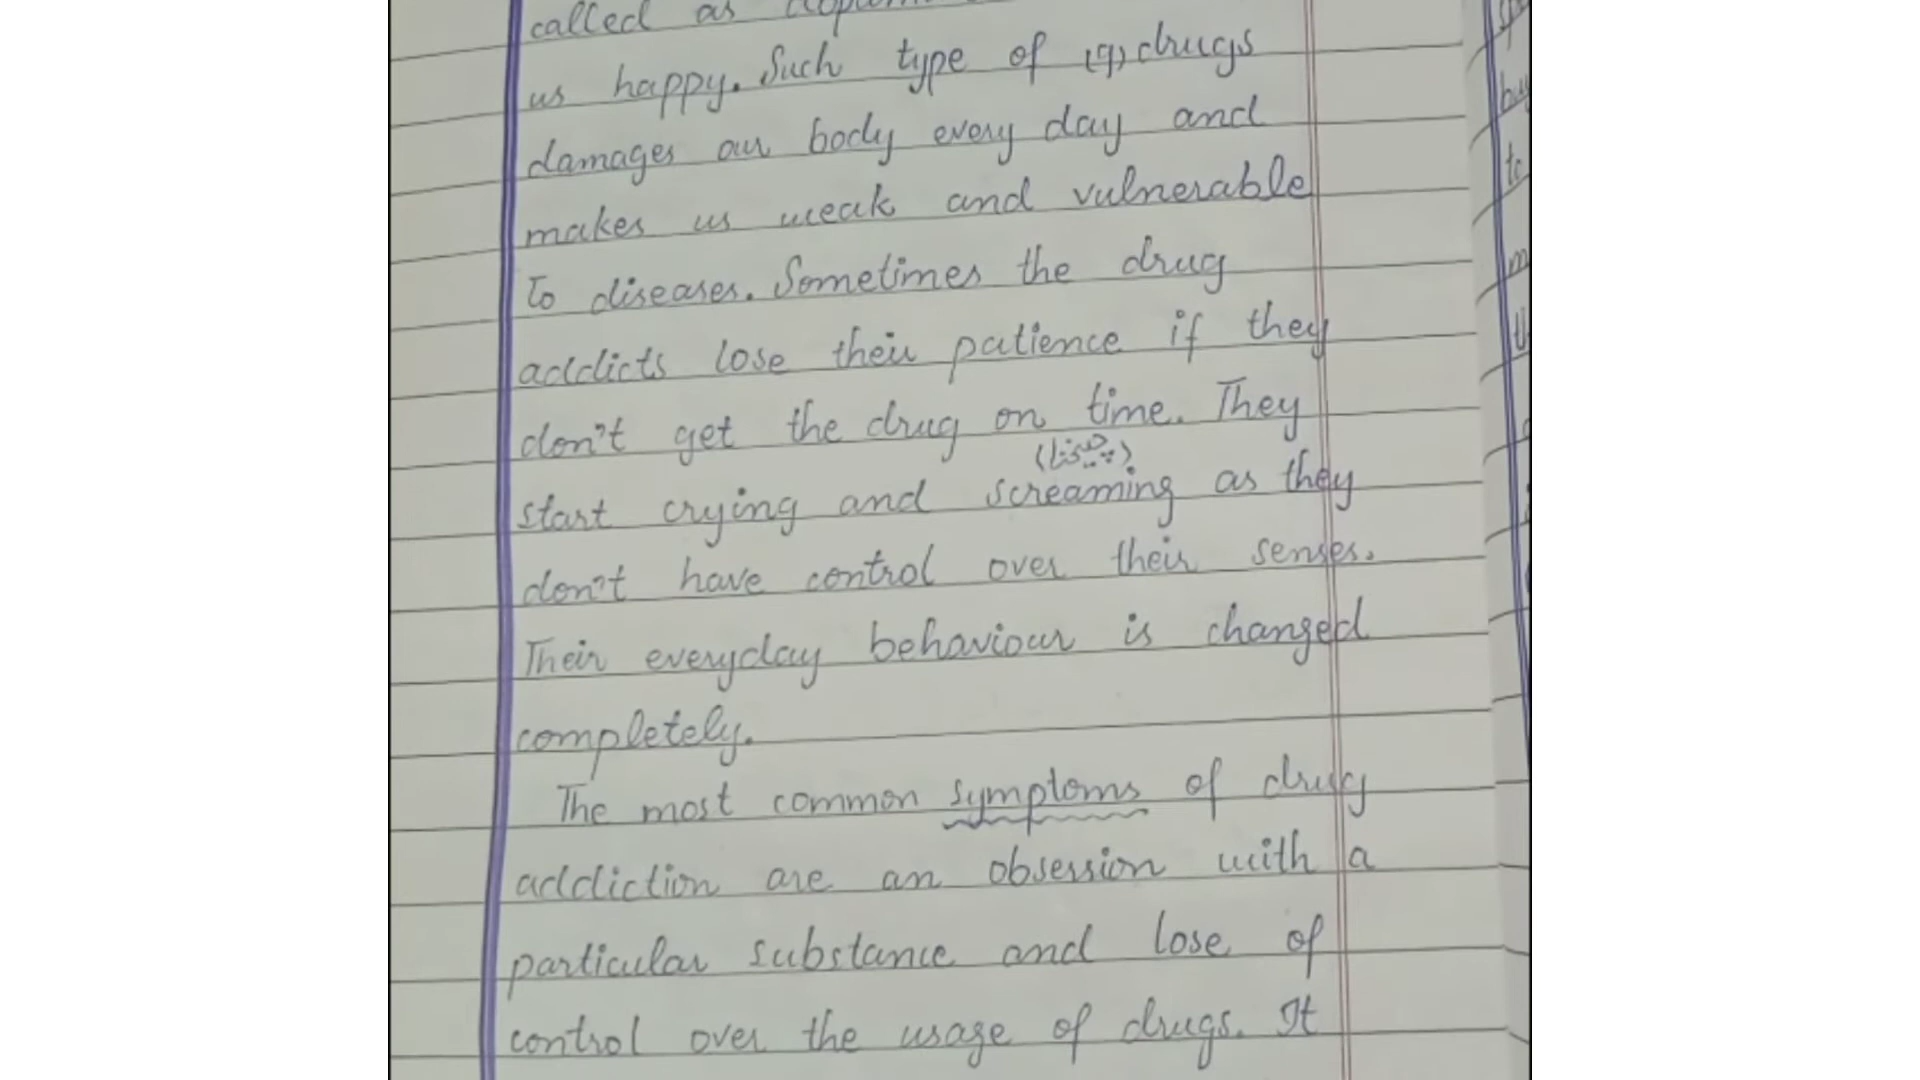 called as
us happy. Such type of (9) drugs
damages our body every day and
makes us weak and vulnerable
To diseases. Sometimes the drug
addicts lose their patience if they
don't get the drug on time. They
(چیخنا)
start crying and screaming as they
don't have control over their senses.
Their everyday behaviour is changed
completely.
The most common symptoms of drug
addiction are an obsession with a
particular substance and lose of
control over the usage of drugs. It